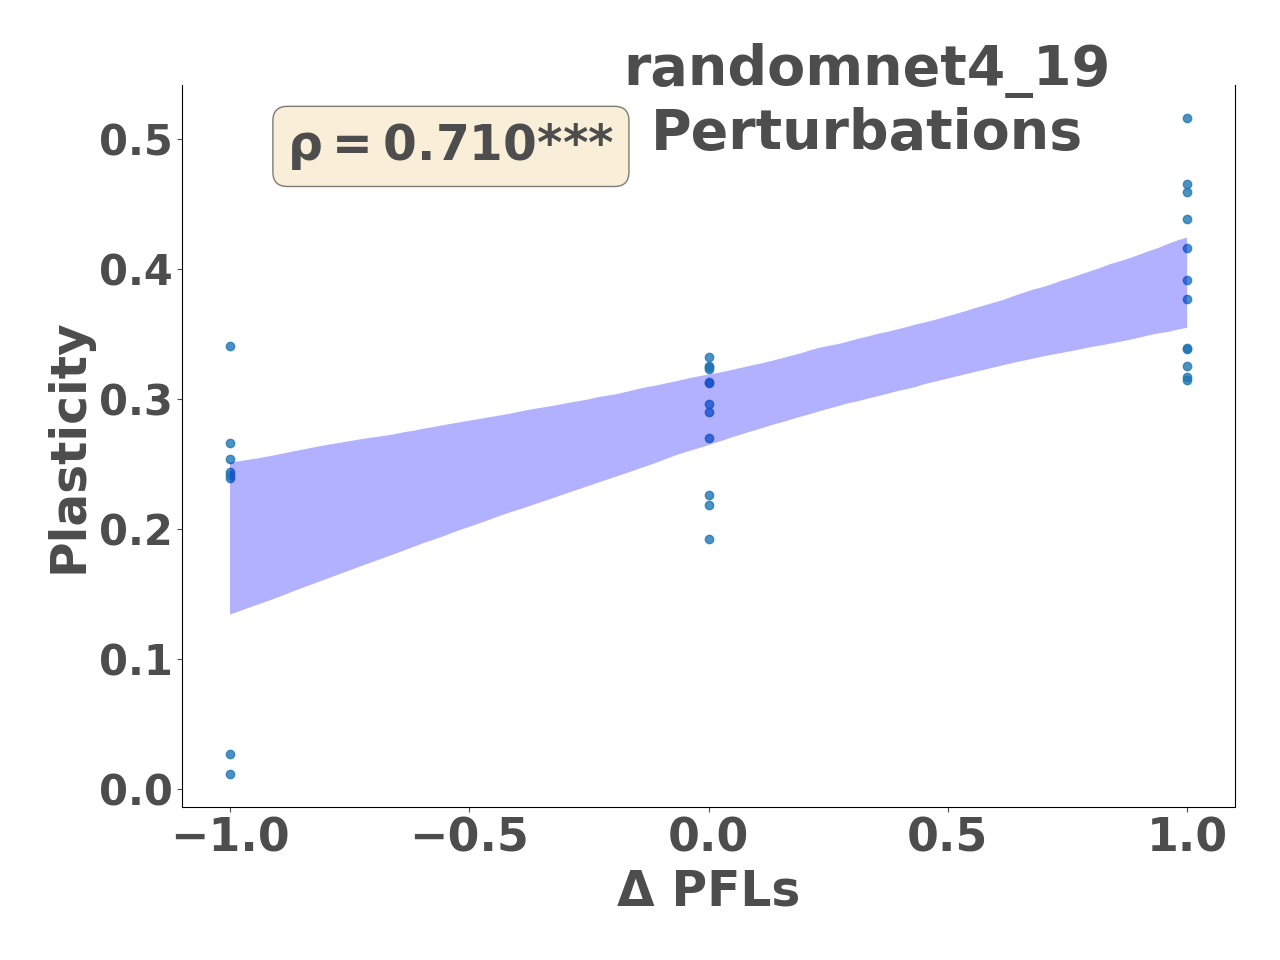 randomnet4_19
Perturbations
ρ = 0.710***
Plasticity
0.5
0.4
0.3
0.2
0.1
0.0
−1.0 −0.5 0.0 0.5 1.0
Δ PFLs